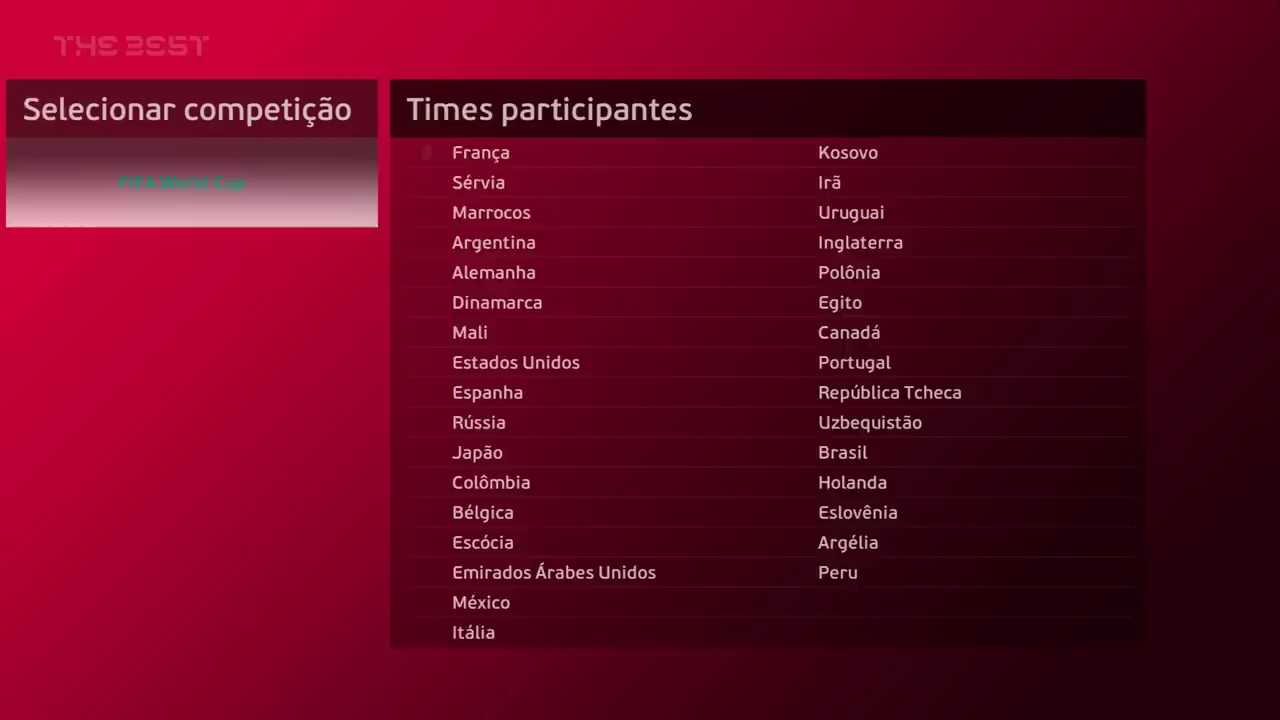 THE BEST
Selecionar competição
FIFA World Cup
Times participantes
França
Sérvia
Marrocos
Argentina
Alemanha
Dinamarca
Mali
Estados Unidos
Espanha
Rússia
Japão
Colômbia
Bélgica
Escócia
Emirados Árabes Unidos
México
Itália
Kosovo
Irã
Uruguai
Inglaterra
Polônia
Egito
Canadá
Portugal
República Tcheca
Uzbequistão
Brasil
Holanda
Eslovênia
Argélia
Peru